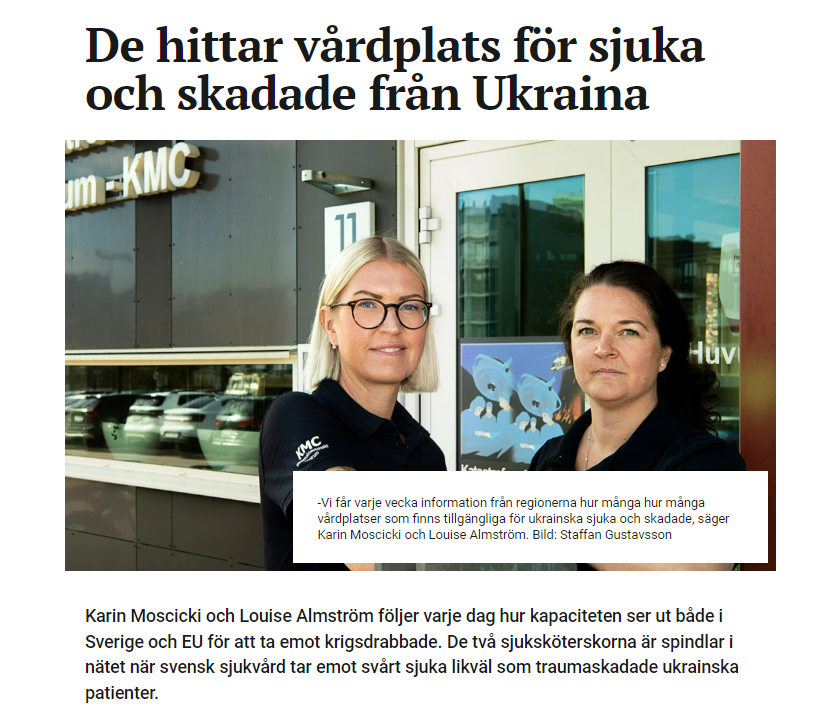 De hittar vårdplats för sjuka
och skadade från Ukraina
um - KMC
11
KMC
Huvu
-Vi får varje vecka information från regionerna hur många hur många
vårdplatser som finns tillgängliga för ukrainska sjuka och skadade, säger
Karin Moscicki och Louise Almström. Bild: Staffan Gustavsson
Karin Moscicki och Louise Almström följer varje dag hur kapaciteten ser ut både i
Sverige och EU för att ta emot krigsdrabbade. De två sjuksköterskorna är spindlar i
nätet när svensk sjukvård tar emot svårt sjuka likväl som traumaskadade ukrainska
patienter.